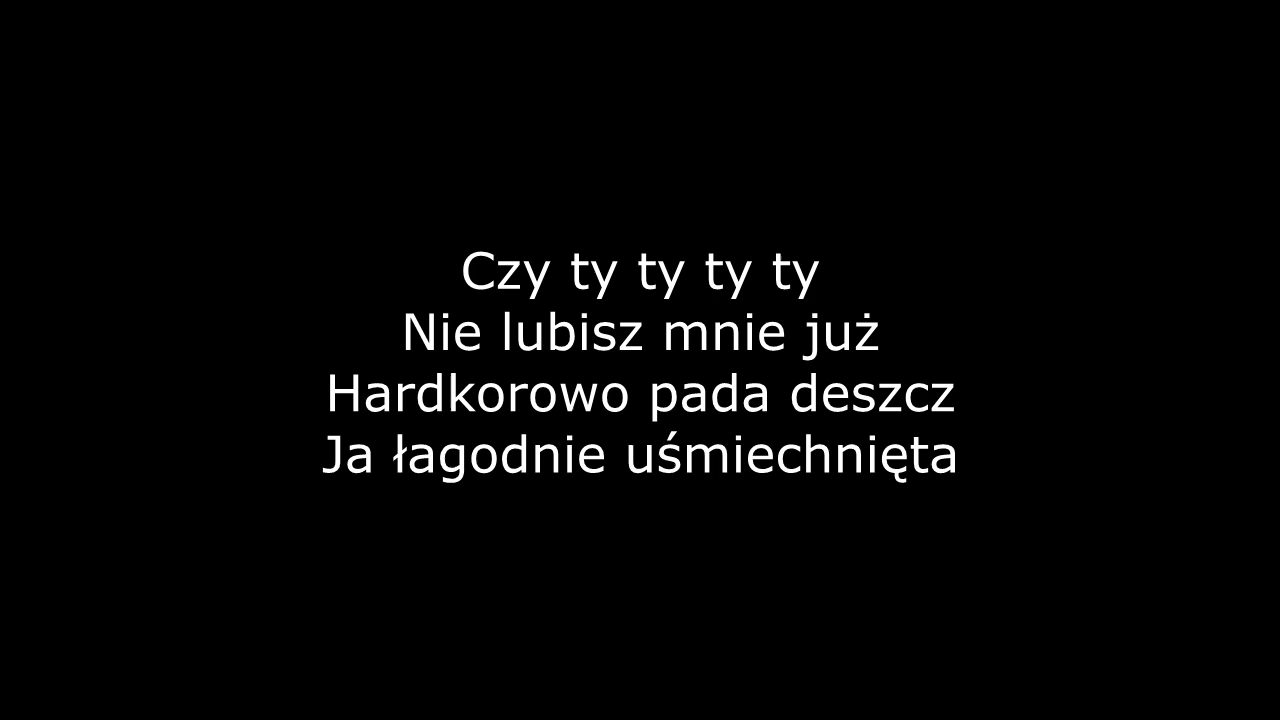 Czy ty ty ty ty
Nie lubisz mnie już
Hardkorowo pada deszcz
Ja łagodnie uśmiechnięta